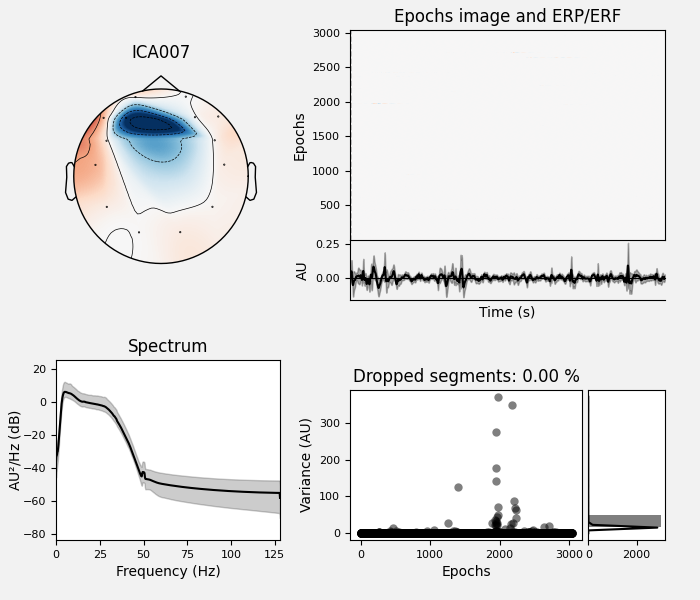 ICA007
Epochs image and ERP/ERF
Epochs
3000
2500
2000
1500
1000
500
AU
0.25
0.00
Time (s)
Spectrum
AU²/Hz (dB)
20
0
−20
−40
−60
−80
0 25 50 75 100 125
Frequency (Hz)
Dropped segments: 0.00 %
Variance (AU)
300
200
100
0
0 1000 2000 3000
Epochs
0 2000